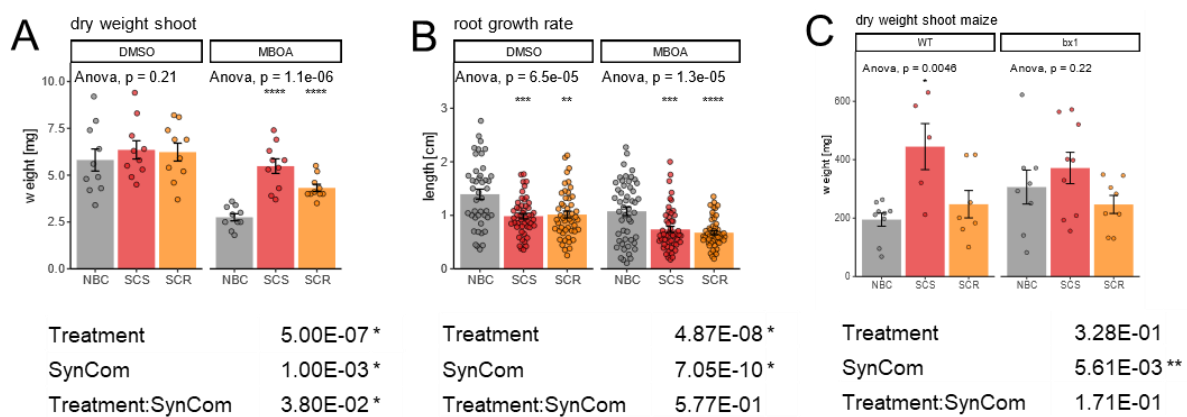 A dry weight shoot
DMSO MBOA
Anova, p = 0.21 Anova, p = 1.1e-06
**** ****
10.0
7.5
5.0
2.5
0.0
weight [mg]
NBC SCS SCR NBC SCS SCR
Treatment 5.00E-07 *
SynCom 1.00E-03 *
Treatment:SynCom 3.80E-02 *
B root growth rate
DMSO MBOA
Anova, p = 6.5e-05 Anova, p = 1.3e-05
*** ** *** ****
3
2
1
0
length [cm]
NBC SCS SCR NBC SCS SCR
Treatment 4.87E-08 *
SynCom 7.05E-10 *
Treatment:SynCom 5.77E-01
C dry weight shoot maize
WT bx1
Anova, p = 0.0046 Anova, p = 0.22
*
600
400
200
0
weight [mg]
NBC SCS SCR NBC SCS SCR
Treatment 3.28E-01
SynCom 5.61E-03 **
Treatment:SynCom 1.71E-01